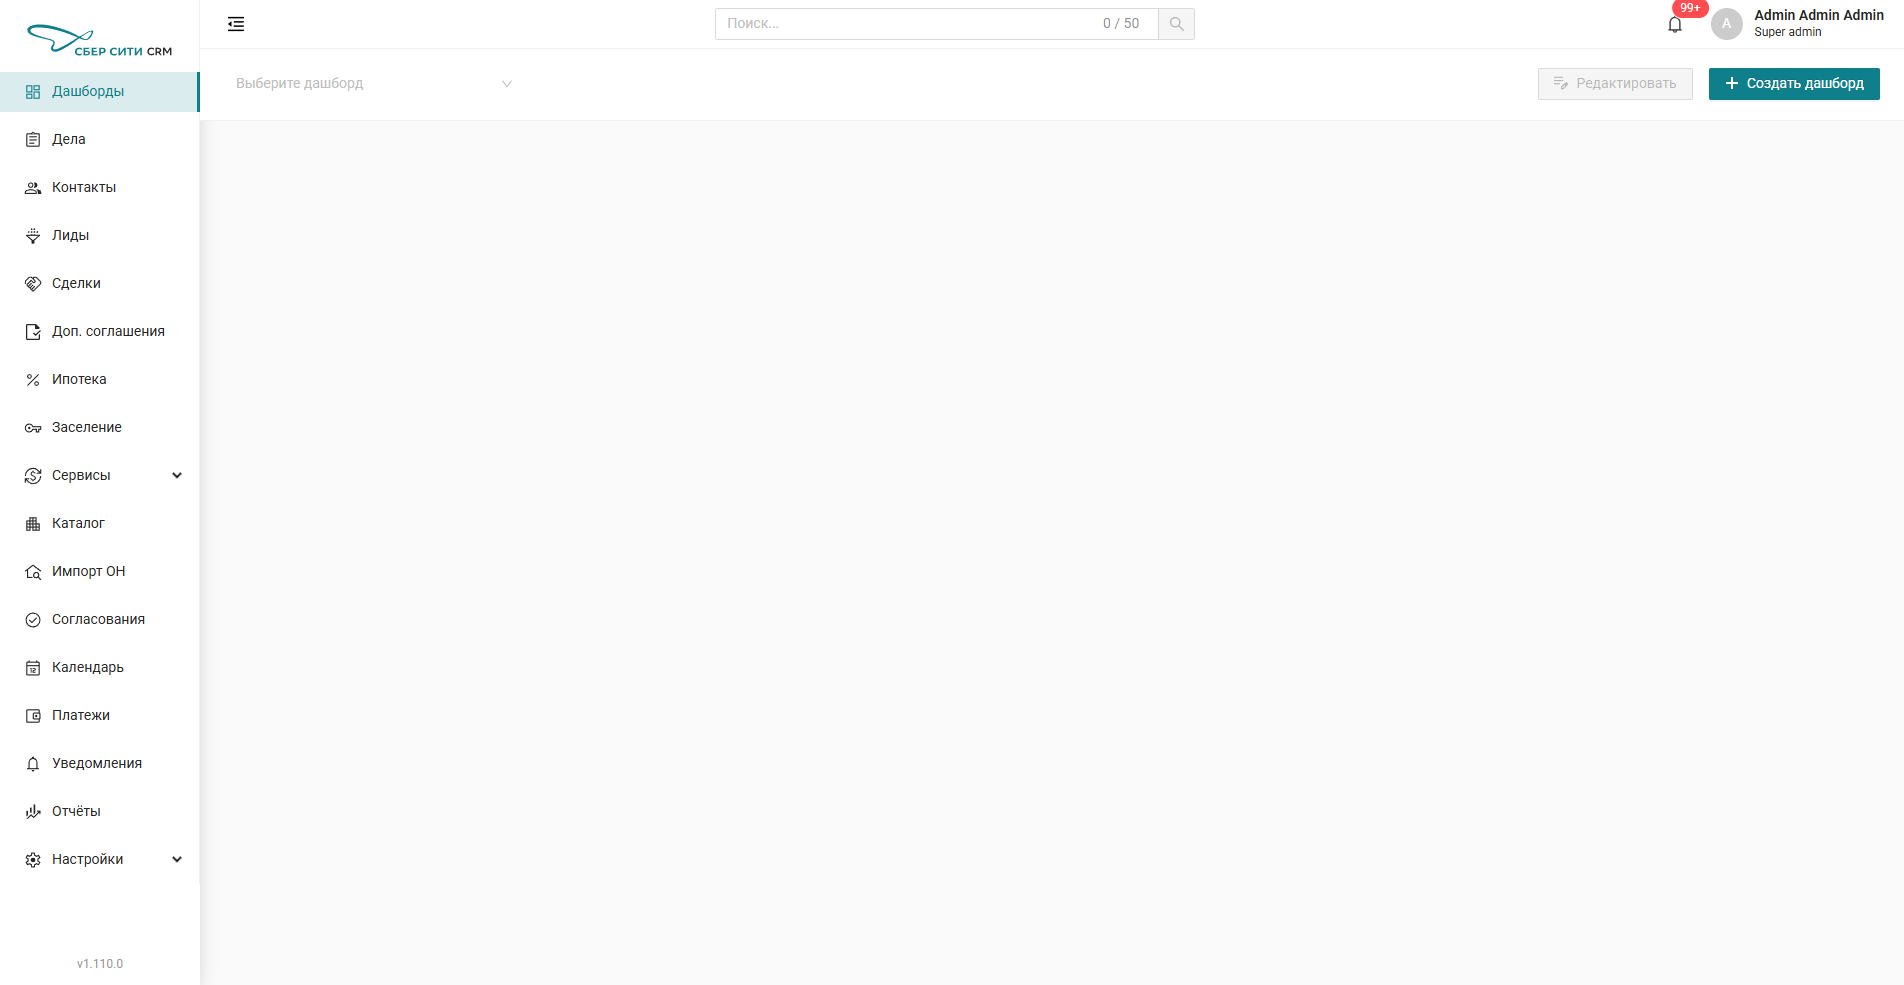 СБЕР СИТИ CRM
Поиск...
0 / 50
99+
A
Admin Admin Admin
Super admin
Выберите дашборд
Редактировать
Создать дашборд
Дашборды
Дела
Контакты
Лиды
Сделки
Доп. соглашения
Ипотека
Заселение
Сервисы
Каталог
Импорт ОН
Согласования
12
Календарь
Платежи
Уведомления
Отчёты
Настройки
v1.110.0